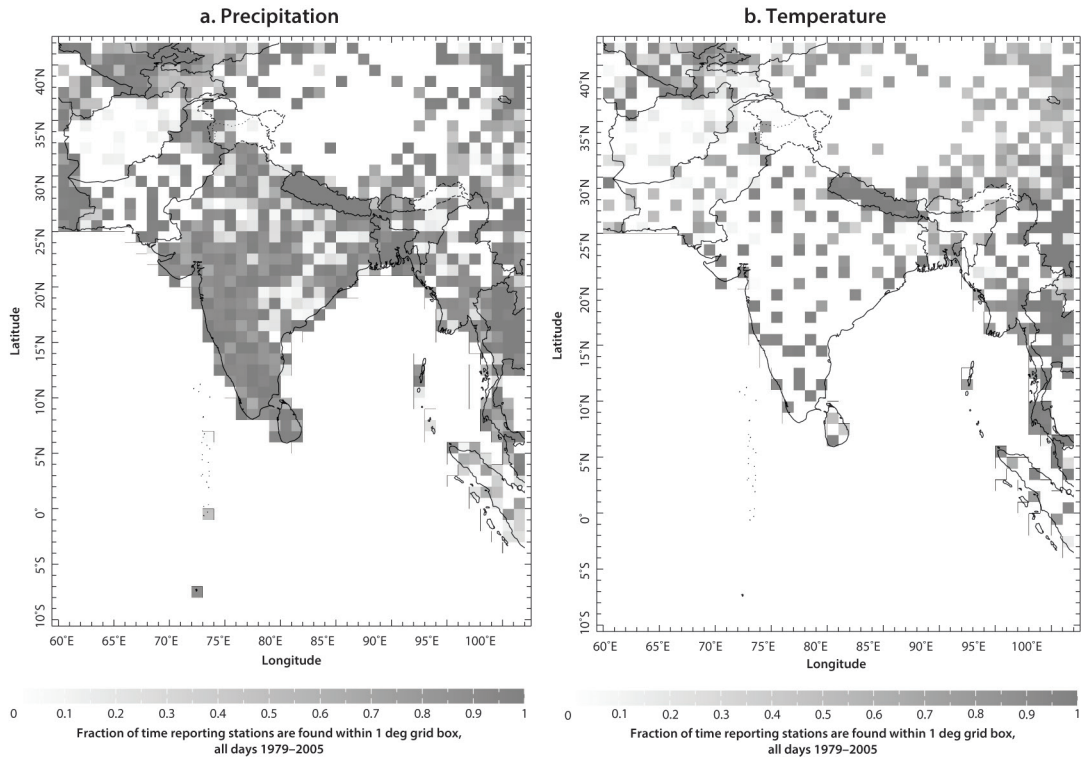 a. Precipitation
40°N
35°N
30°N
25°N
20°N
15°N
10°N
5°N
0°
5°S
10°S
Latitude
60°E 65°E 70°E 75°E 80°E 85°E 90°E 95°E 100°E
Longitude
0 0.1 0.2 0.3 0.4 0.5 0.6 0.7 0.8 0.9 1
Fraction of time reporting stations are found within 1 deg grid box,
all days 1979–2005
b. Temperature
40°N
35°N
30°N
25°N
20°N
15°N
10°N
5°N
0°
5°S
10°S
Latitude
60°E 65°E 70°E 75°E 80°E 85°E 90°E 95°E 100°E
Longitude
0 0.1 0.2 0.3 0.4 0.5 0.6 0.7 0.8 0.9 1
Fraction of time reporting stations are found within 1 deg grid box,
all days 1979–2005